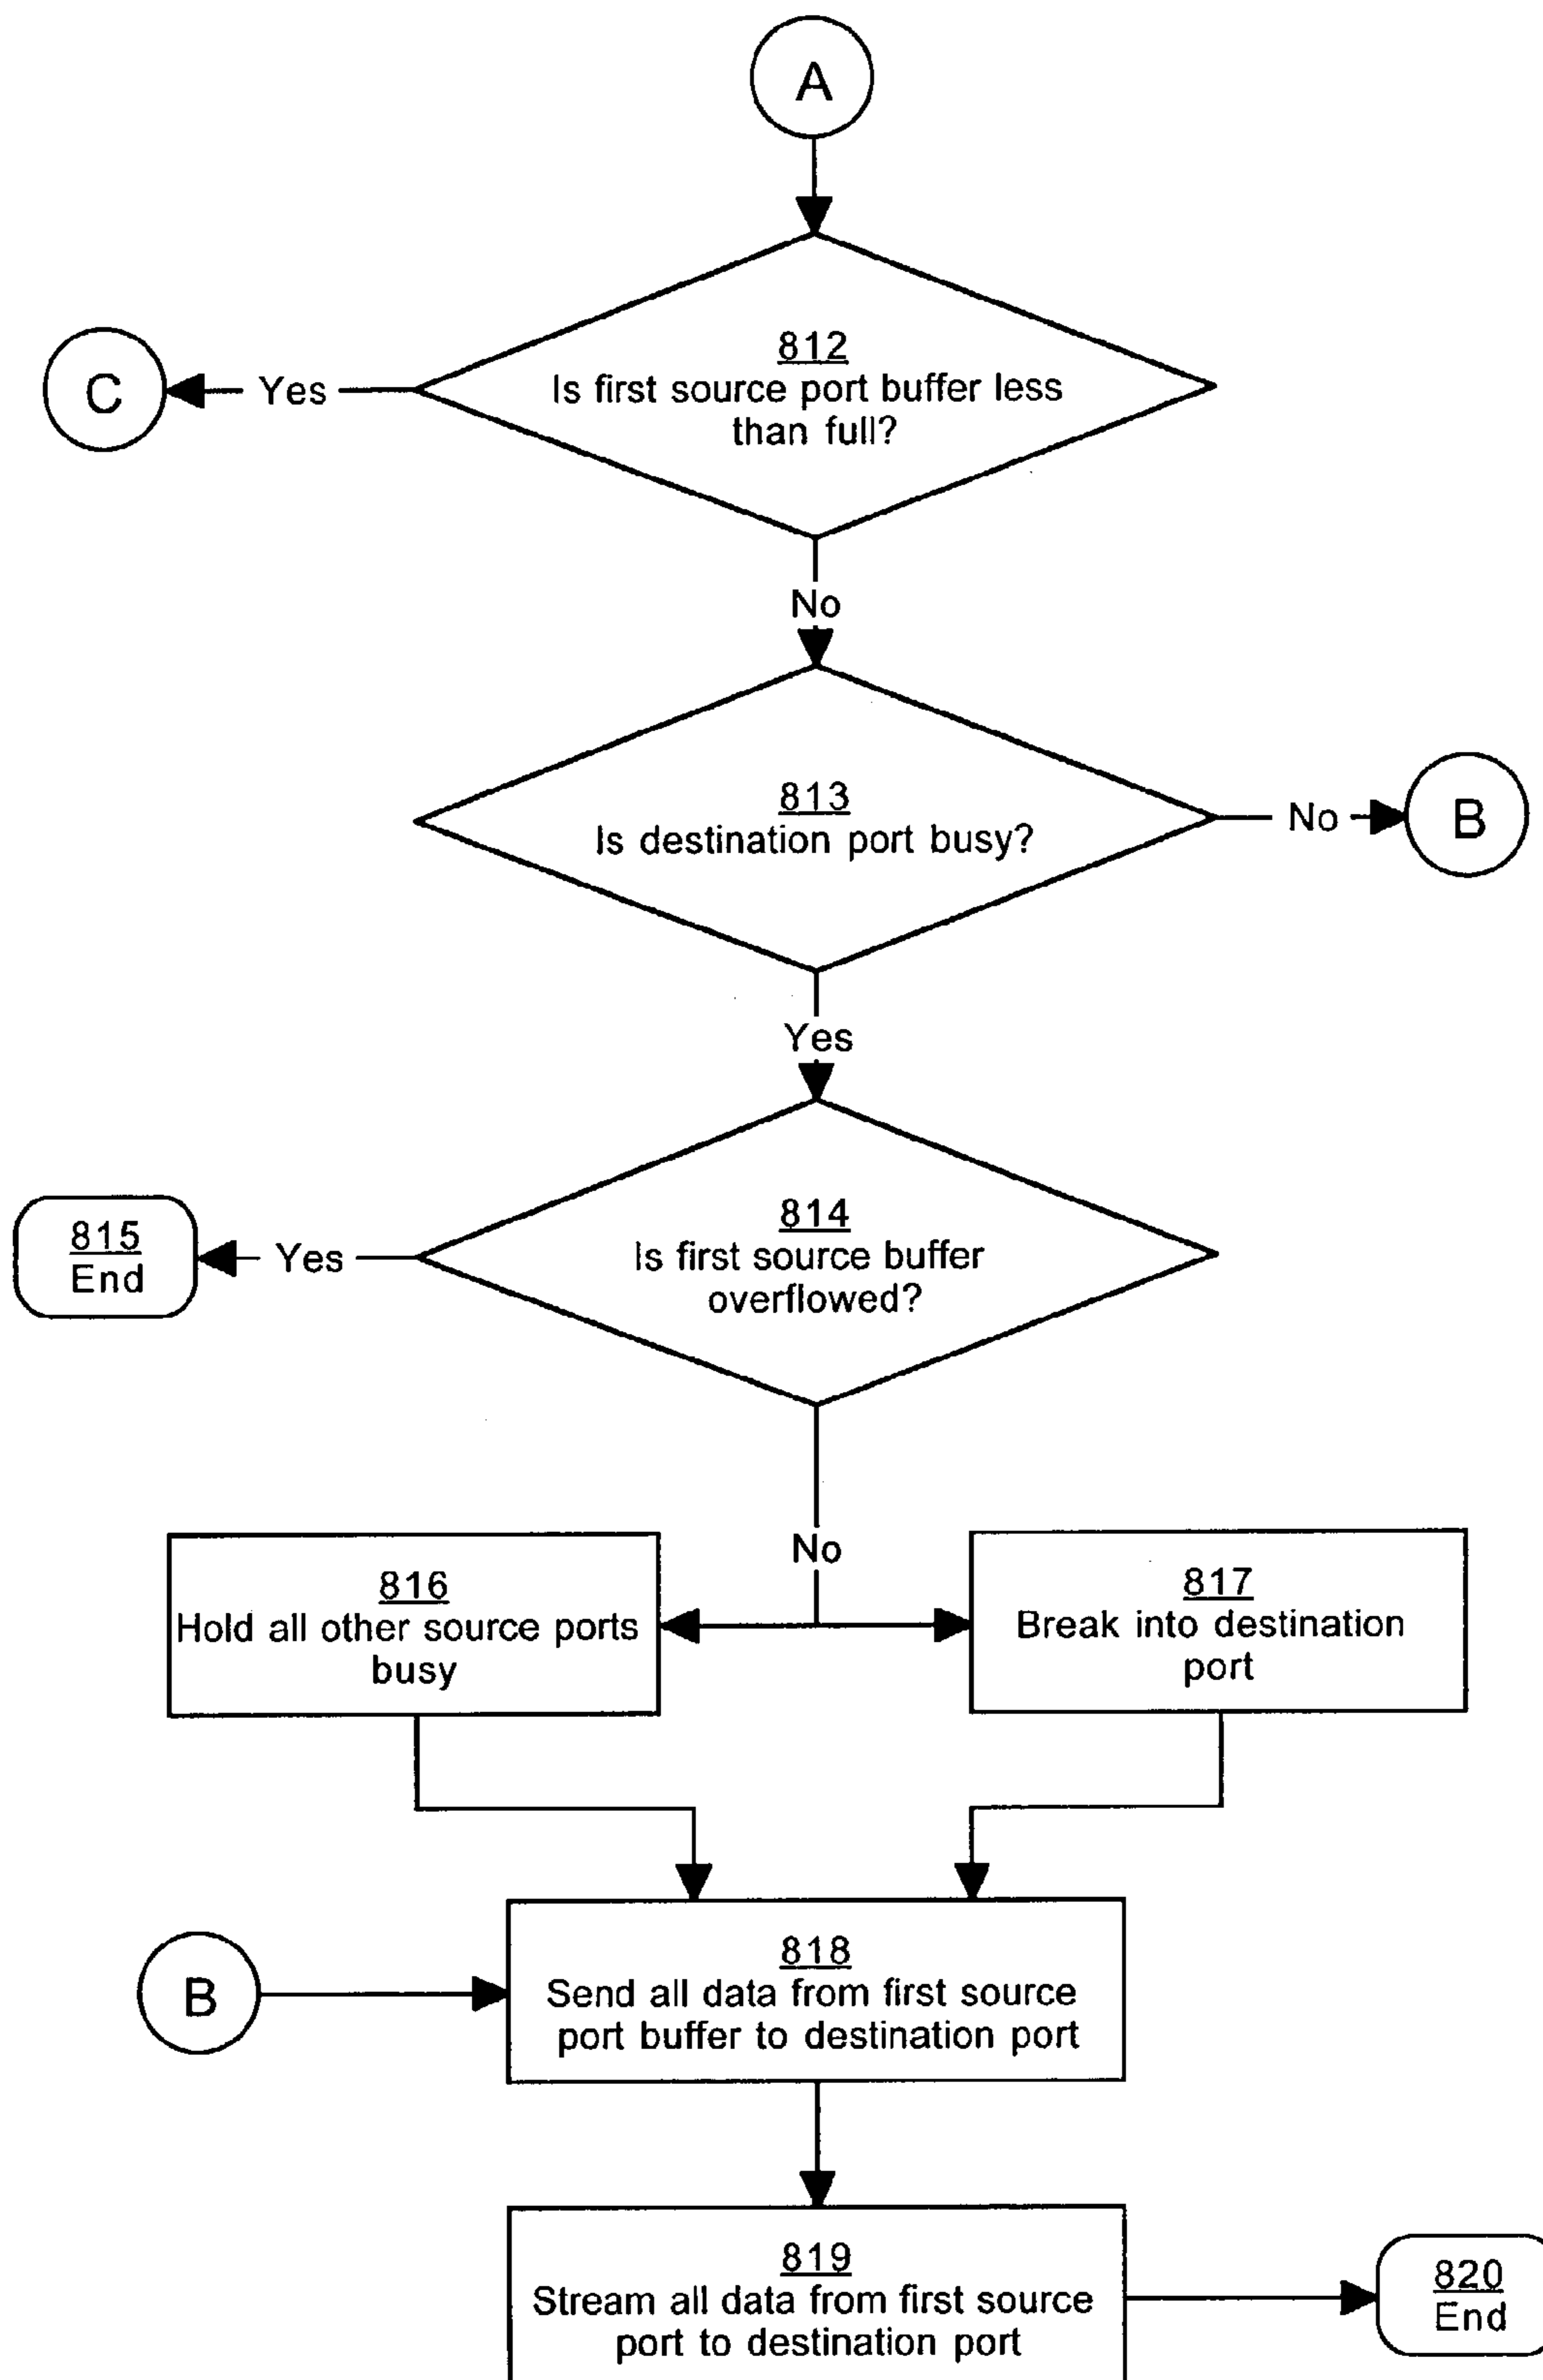 A
812
Is first source port buffer less
than full?
C
Yes
No
813
Is destination port busy?
No
B
Yes
814
Is first source buffer
overflowed?
815
End
Yes
No
816
Hold all other source ports
busy
817
Break into destination
port
B
818
Send all data from first source
port buffer to destination port
819
Stream all data from first source
port to destination port
820
End